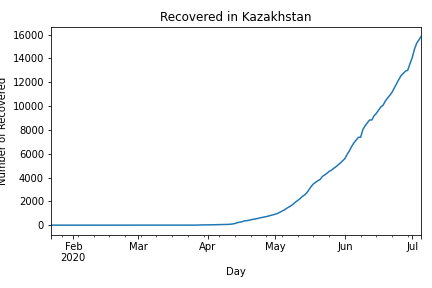 Recovered in Kazakhstan
16000
14000
12000
10000
8000
6000
4000
2000
0
Number of Recovered
Feb
2020
Mar
Apr
May
Jun
Jul
Day